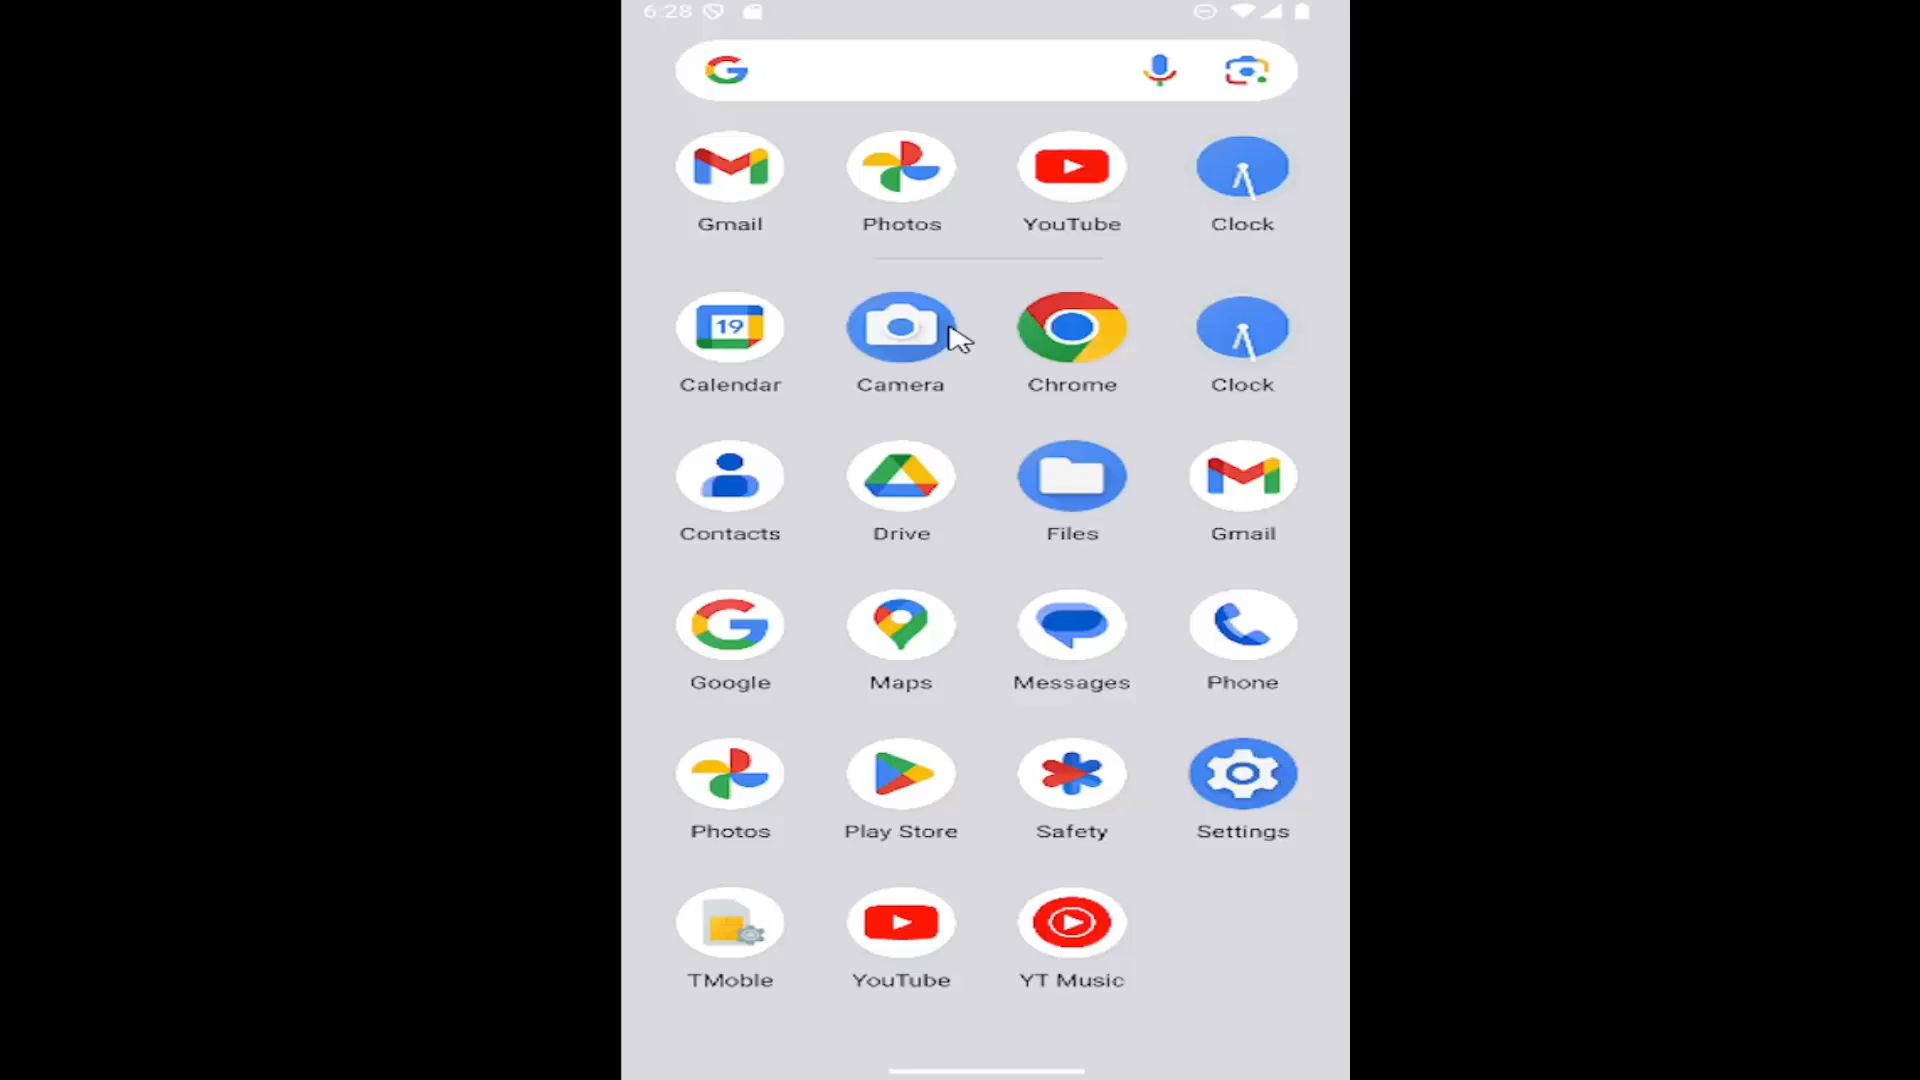 6:28
Gmail Photos YouTube Clock
19
Calendar Camera Chrome Clock
Contacts Drive Files Gmail
Google Maps Messages Phone
Photos Play Store Safety Settings
TMoble YouTube YT Music